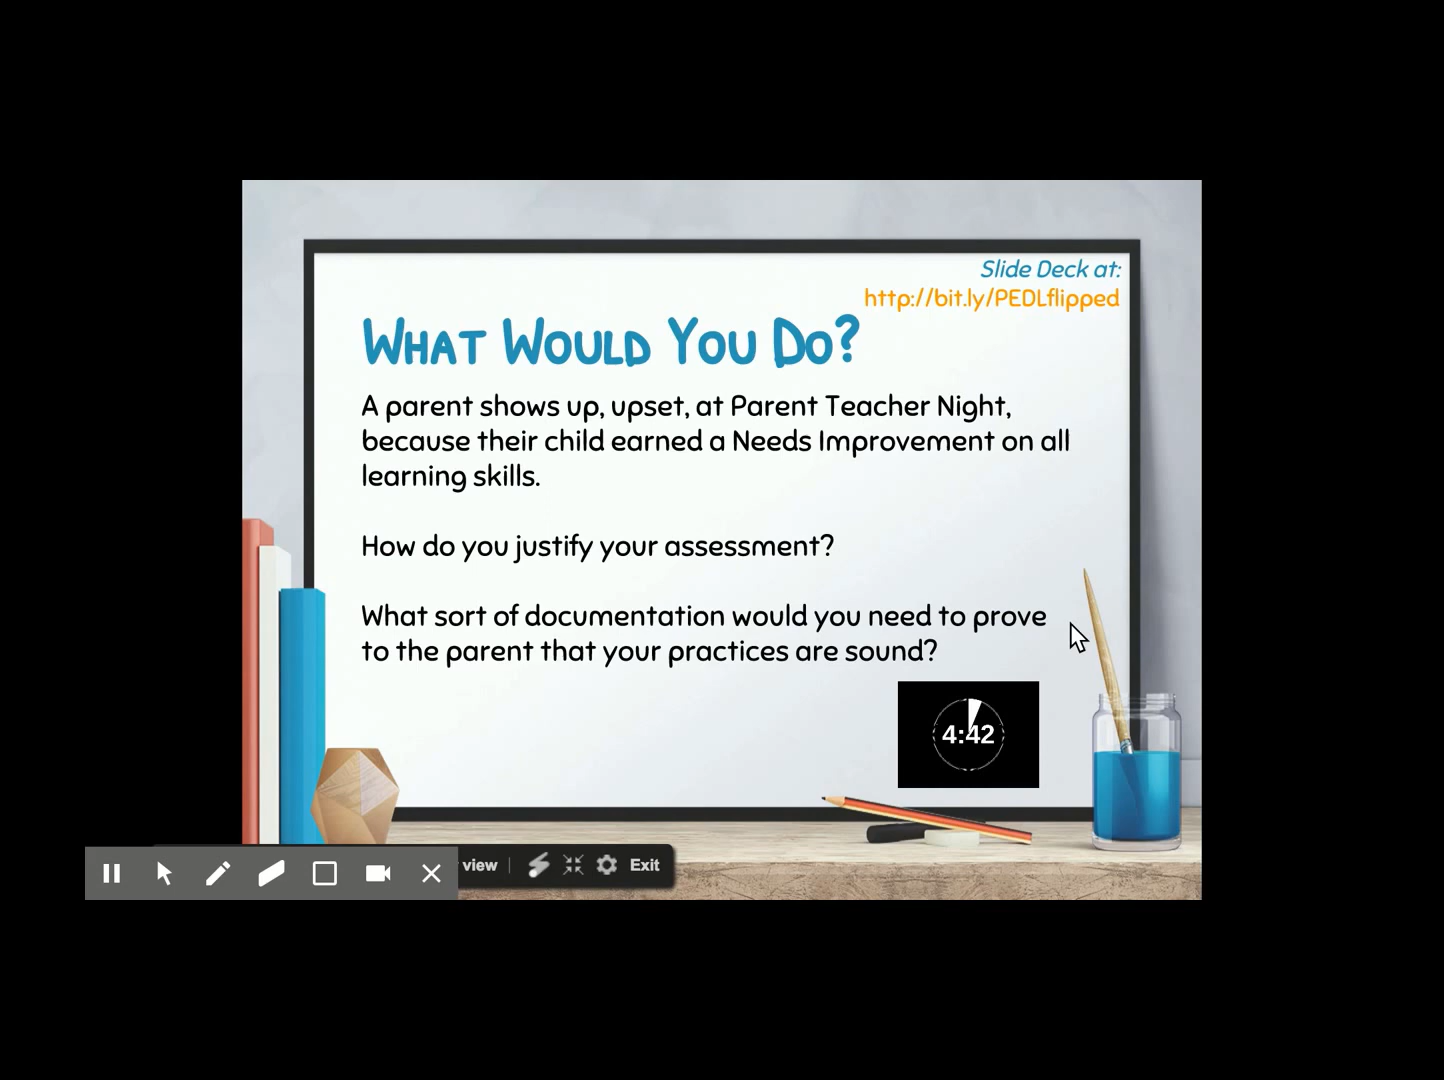 Slide Deck at:
http://bit.ly/PEDLflipped
What Would You Do?
A parent shows up, upset, at Parent Teacher Night,
because their child earned a Needs Improvement on all
learning skills.
How do you justify your assessment?
What sort of documentation would you need to prove
to the parent that your practices are sound?
4:42
view Exit